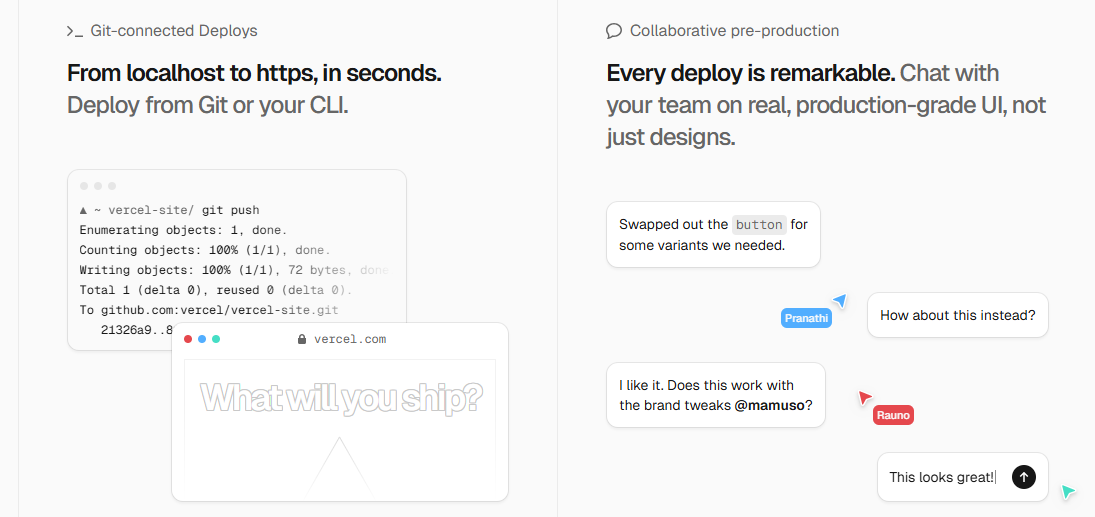 Git-connected Deploys
From localhost to https, in seconds.
Deploy from Git or your CLI.
▲ ~ vercel-site/ git push
Enumerating objects: 1, done.
Counting objects: 100% (1/1), done.
Writing objects: 100% (1/1), 72 bytes, done
Total 1 (delta 0), reused 0 (delta 0).
To github.com:vercel/vercel-site.git
21326a9..8
vercel.com
What will you ship?
Collaborative pre-production
Every deploy is remarkable. Chat with
your team on real, production-grade UI, not
just designs.
Swapped out the button for
some variants we needed.
Pranathi
How about this instead?
I like it. Does this work with
the brand tweaks @mamuso?
Rauno
This looks great!